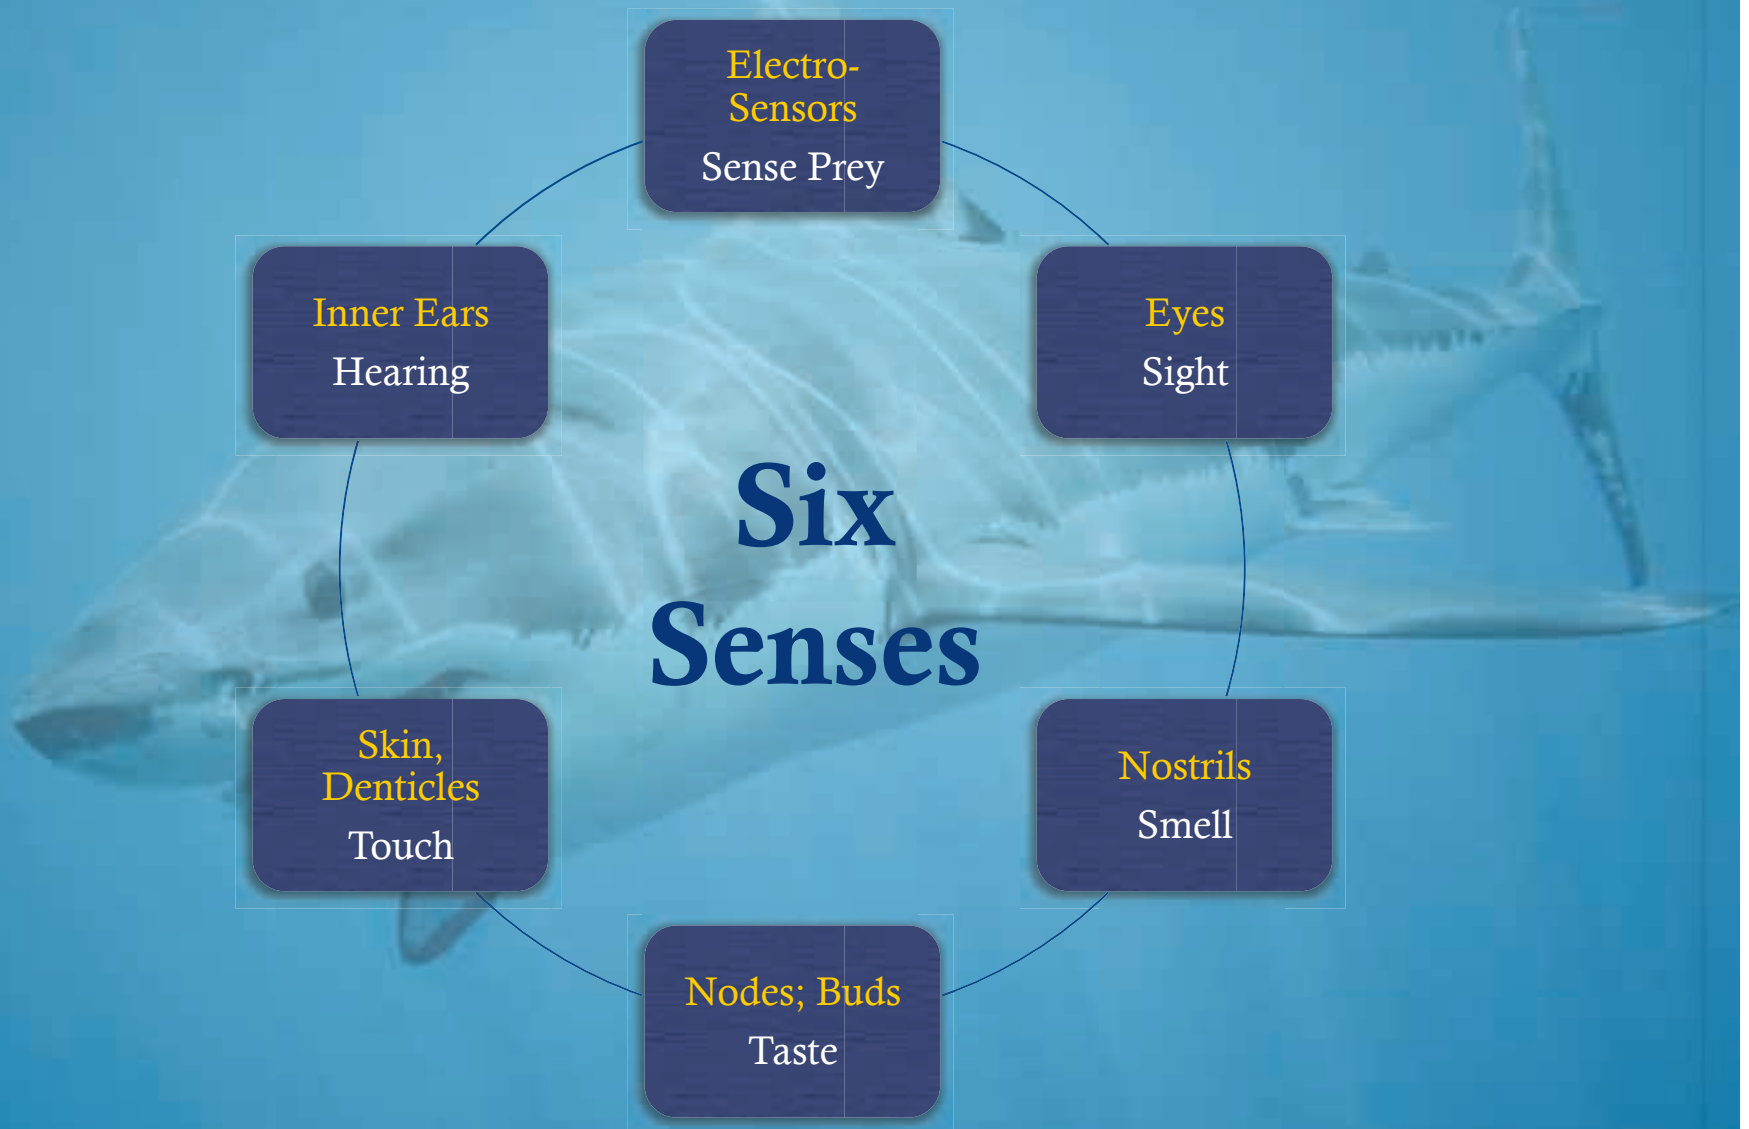 Electro-
Sensors
Sense Prey
Inner Ears
Hearing
Eyes
Sight
Six
Senses
Skin,
Denticles
Touch
Nostrils
Smell
Nodes; Buds
Taste